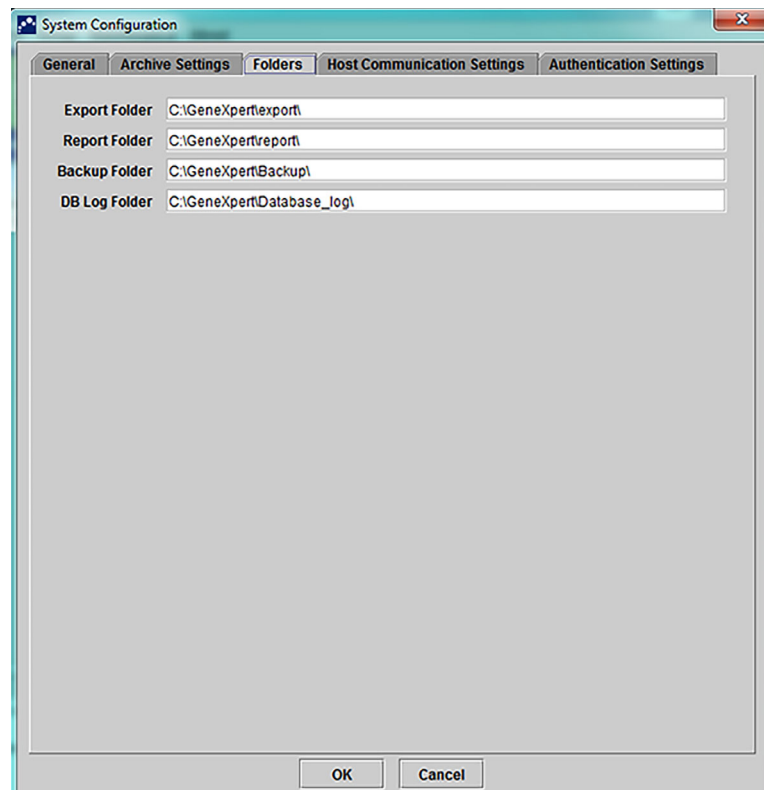 System Configuration
General Archive Settings Folders Host Communication Settings Authentication Settings
Export Folder C:\GeneXpert\export\
Report Folder C:\GeneXpert\report\
Backup Folder C:\GeneXpert\Backup\
DB Log Folder C:\GeneXpert\Database_log\
OK Cancel